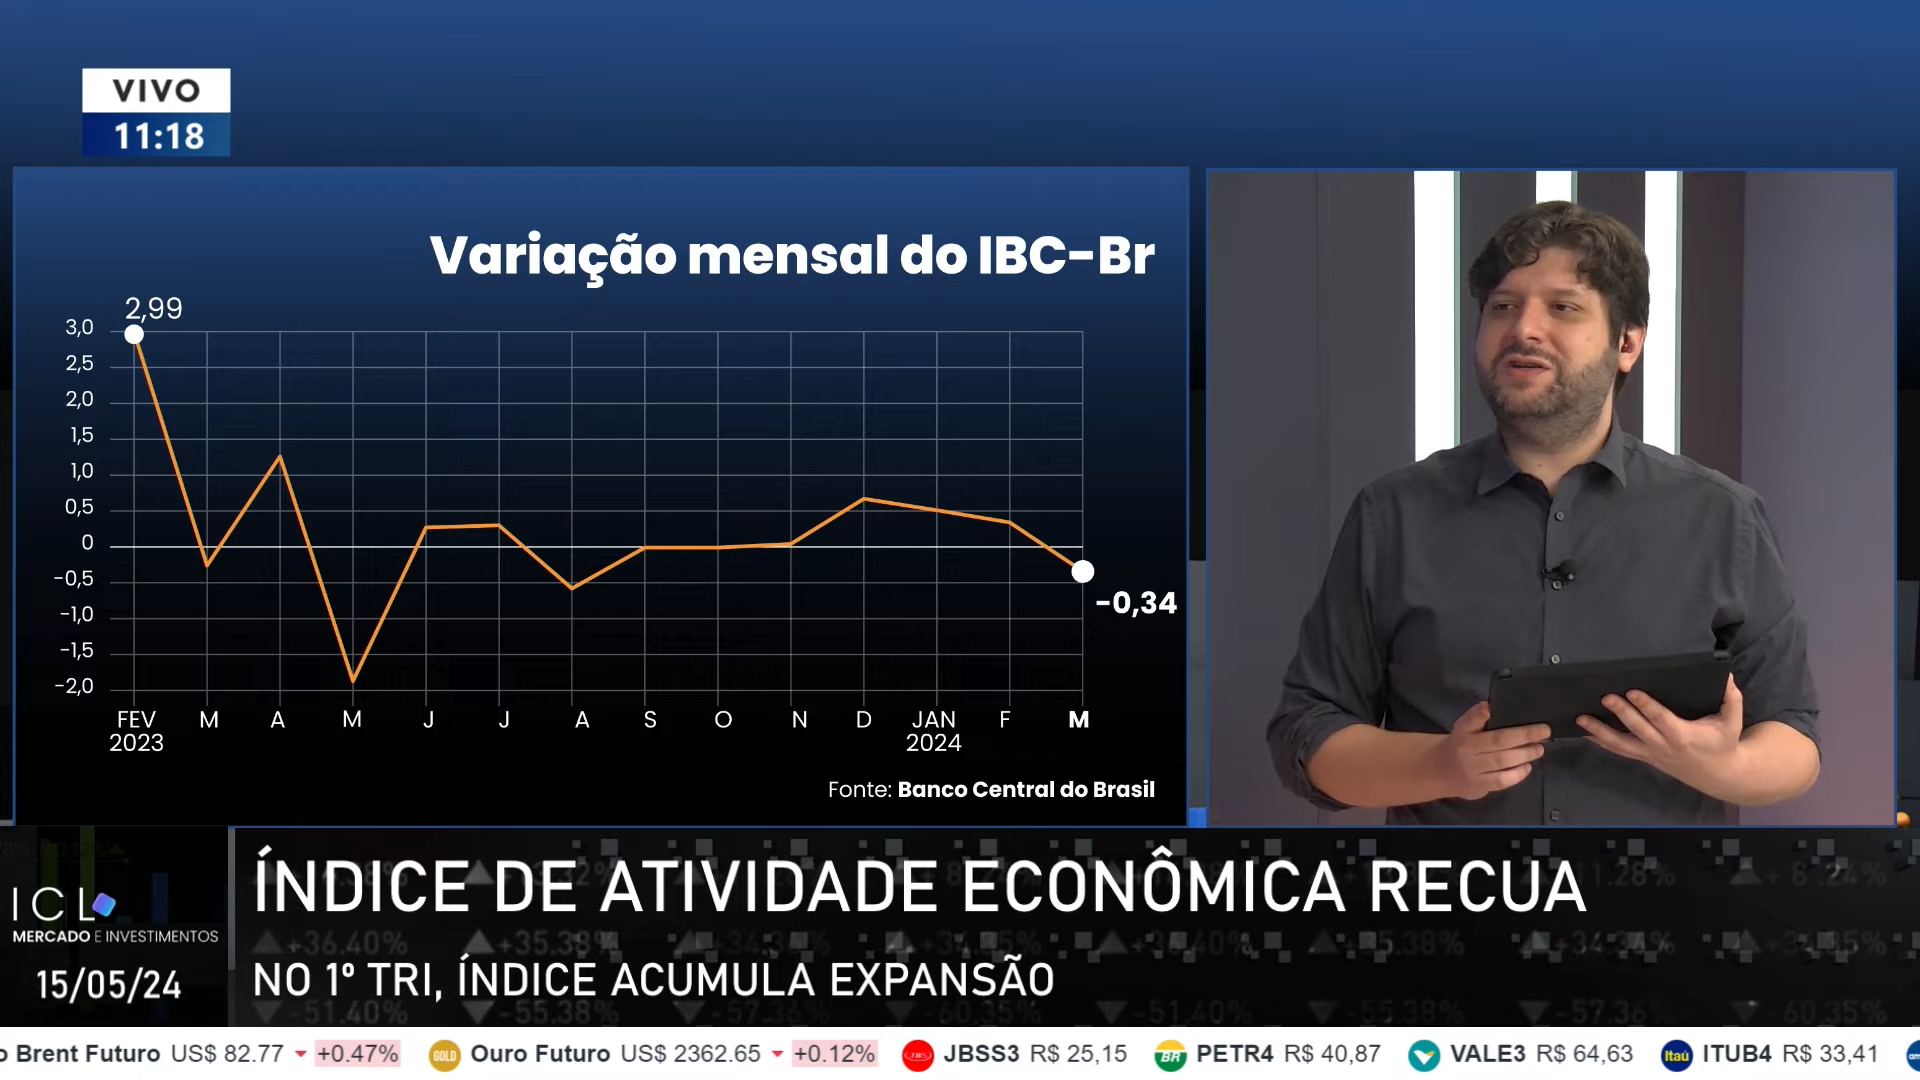 VIVO
11:18
Variação mensal do IBC-Br
2,99
3,0
2,5
2,0
1,5
1,0
0,5
0
-0,5
-1,0
-1,5
-2,0
-0,34
FEV M A M J J A S O N D JAN F M
2023 2024
Fonte: Banco Central do Brasil
ÍNDICE DE ATIVIDADE ECONÔMICA RECUA
NO 1º TRI, ÍNDICE ACUMULA EXPANSÃO
ICL
MERCADO E INVESTIMENTOS
15/05/24
o Brent Futuro US$ 82.77 +0.47% GOLD Ouro Futuro US$ 2362.65 +0.12% JBS JBSS3 R$ 25,15 BR PETR4 R$ 40,87 VALE3 R$ 64,63 Itaú ITUB4 R$ 33,41